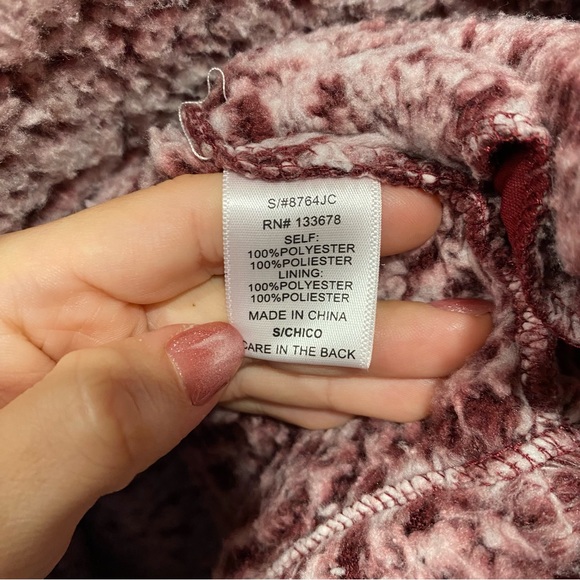 S/#8764JC
RN# 133678
SELF:
100%POLYESTER
100%POLIESTER
LINING:
100%POLYESTER
100%POLIESTER
MADE IN CHINA
S/CHICO
CARE IN THE BACK